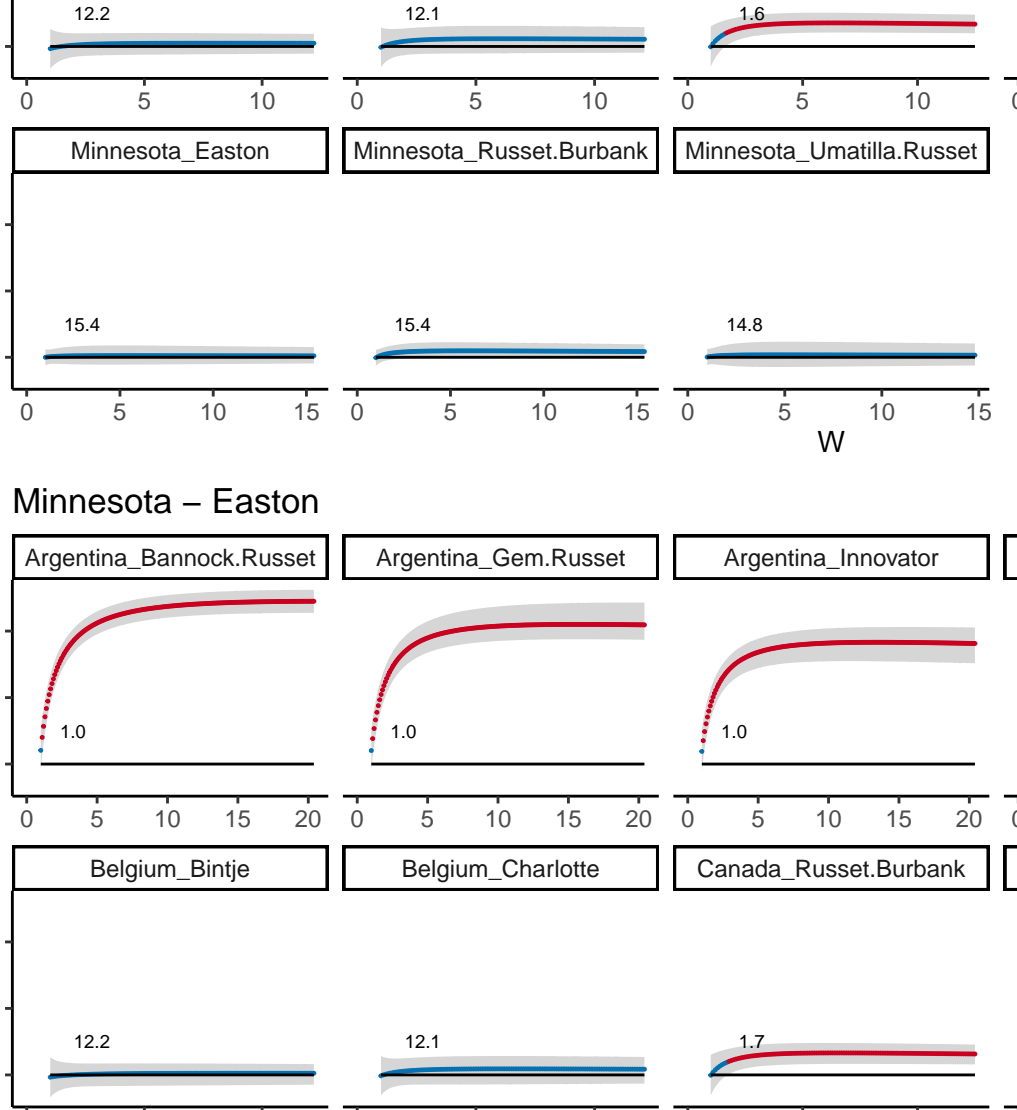 12.2 12.1 1.6
0 5 10 0 5 10 0 5 10
Minnesota_Easton Minnesota_Russet.Burbank Minnesota_Umatilla.Russet
15.4 15.4 14.8
0 5 10 15 0 5 10 15 0 5 10 15
W
Minnesota – Easton
Argentina_Bannock.Russet Argentina_Gem.Russet Argentina_Innovator
1.0 1.0 1.0
0 5 10 15 20 0 5 10 15 20 0 5 10 15 20
Belgium_Bintje Belgium_Charlotte Canada_Russet.Burbank
12.2 12.1 1.7